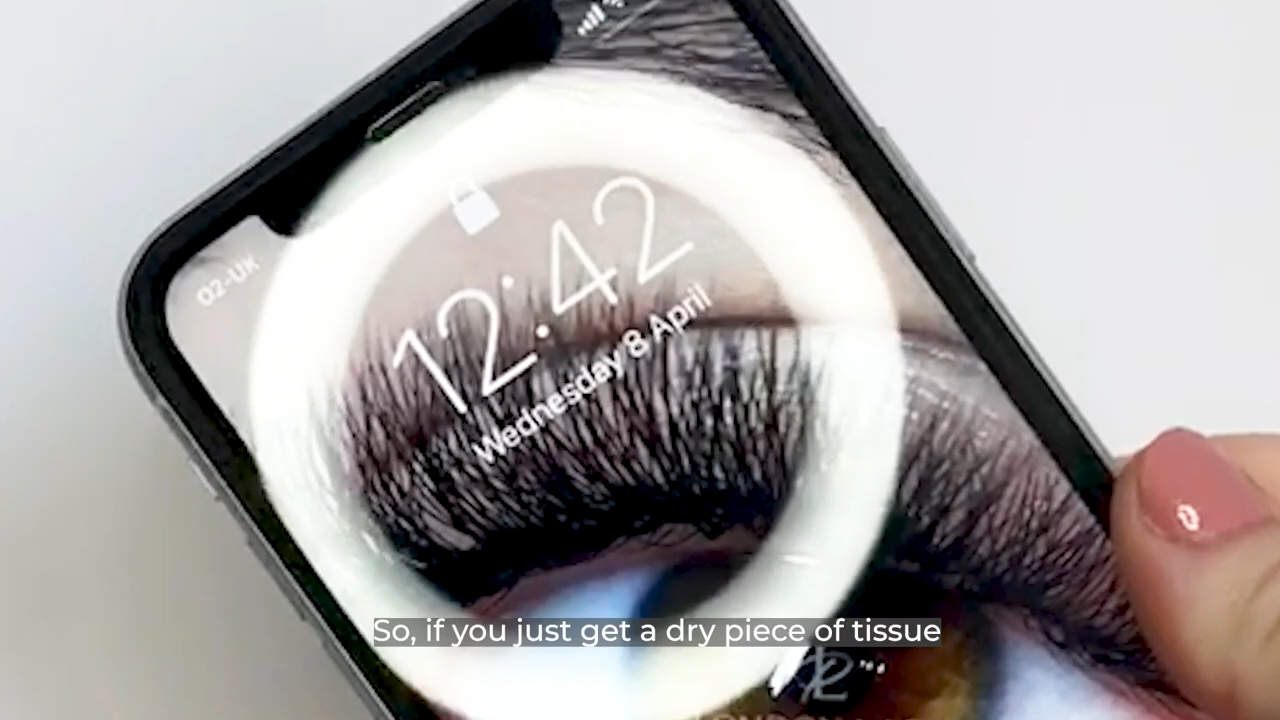 O2-UK
12:42
Wednesday 8 April
So, if you just get a dry piece of tissue